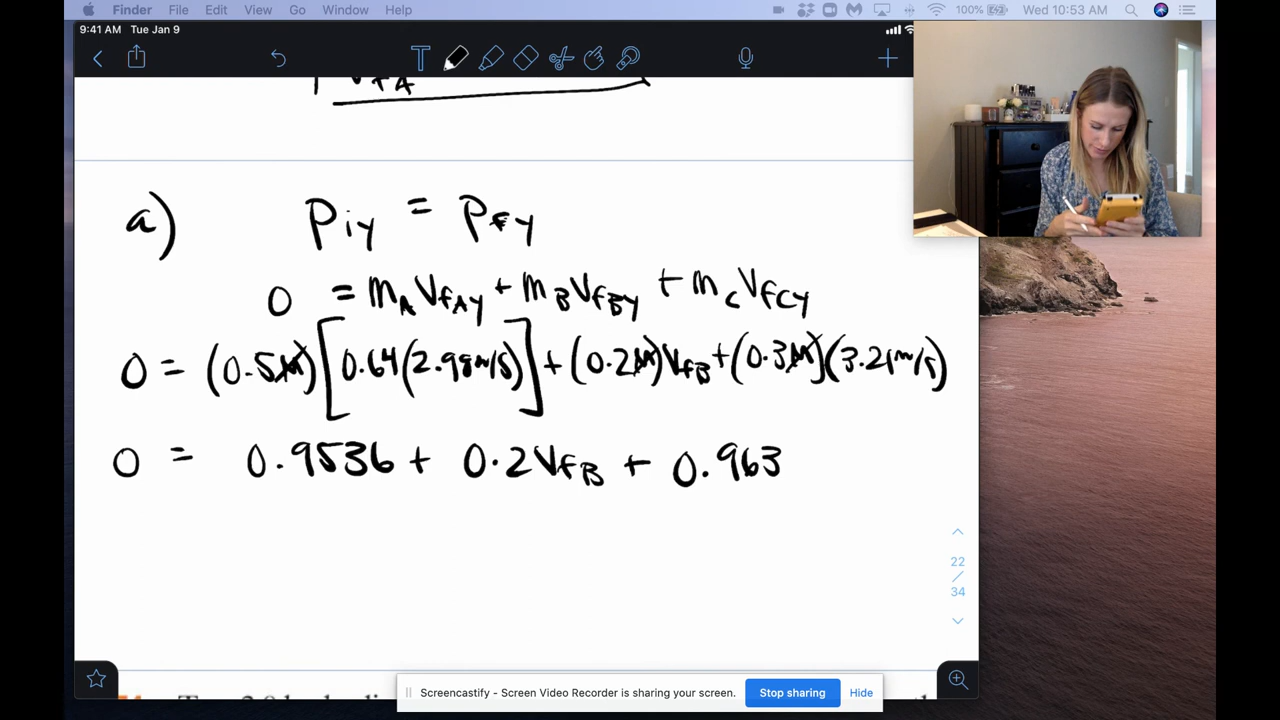 Finder File Edit View Go Window Help 100% Wed 10:53 AM
9:41 AM Tue Jan 9
T
a) Piy = Pfy
0 = mAVfAy + mBVfBy + mCVfCy
0 = (0.5M)[0.64(2.98m/s)] + (0.2M)VfB + (0.3M)(3.21m/s)
0 = 0.9536 + 0.2VfB + 0.963
22
/
34
Screencastify - Screen Video Recorder is sharing your screen. Stop sharing Hide